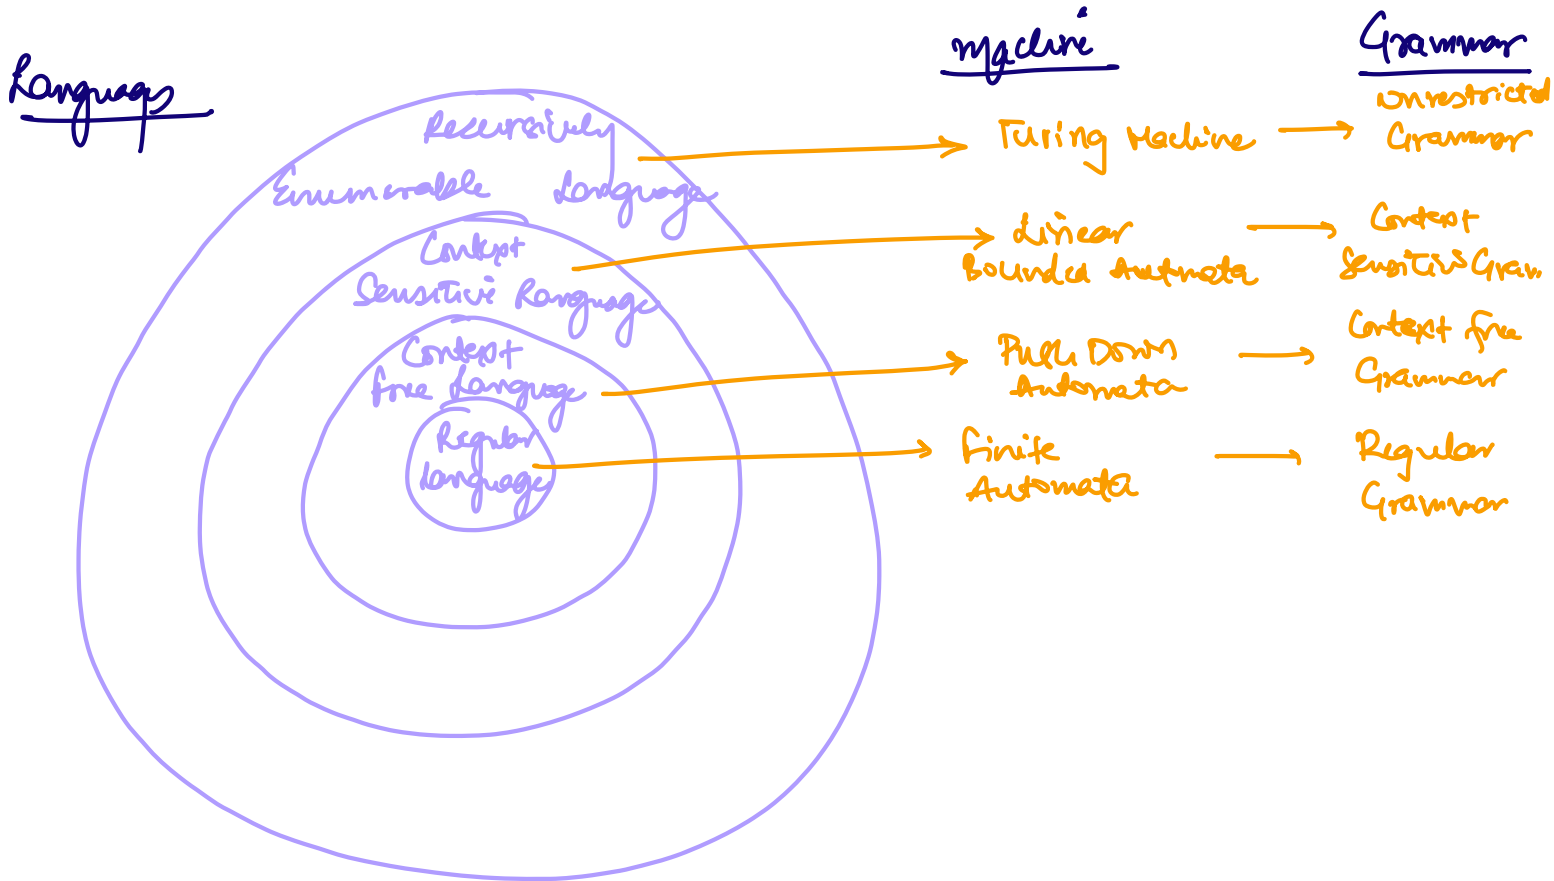 Languages
Machine
Grammar
Recursively
Enumerable Language
Turing Machine
Unrestricted
Grammar
Context
Sensitive Language
Linear
Bounded Automata
Context
Sensitive Gram.
Context
Free Language
Push Down
Automata
Context free
Grammar
Regular
Language
Finite
Automata
Regular
Grammar